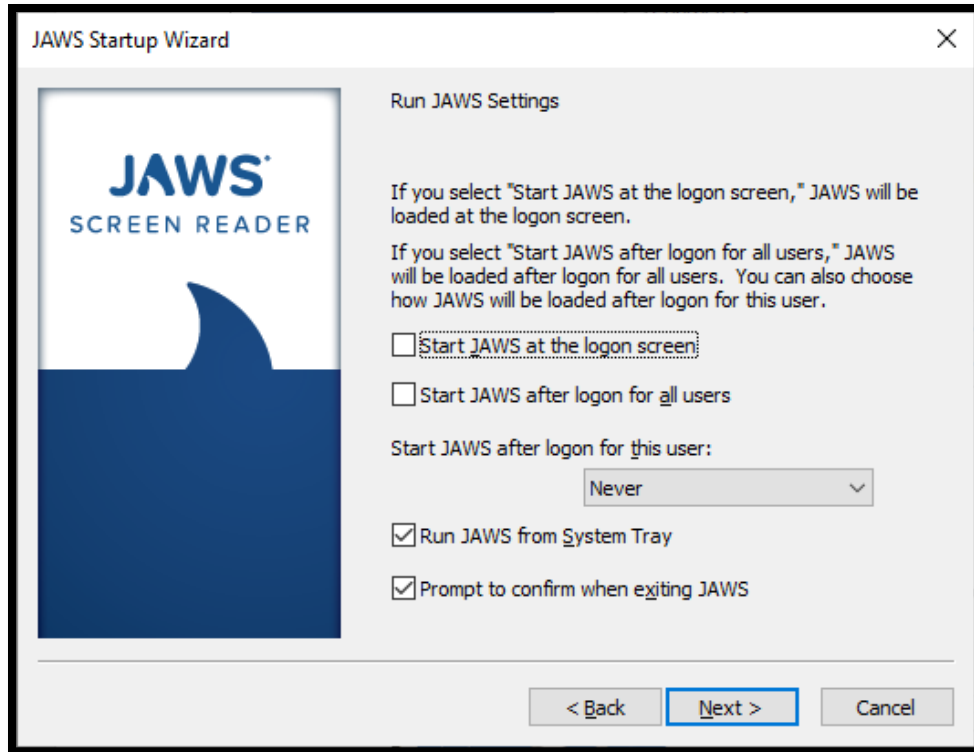 JAWS Startup Wizard
JAWS
SCREEN READER
Run JAWS Settings
If you select "Start JAWS at the logon screen," JAWS will be
loaded at the logon screen.
If you select "Start JAWS after logon for all users," JAWS
will be loaded after logon for all users.  You can also choose
how JAWS will be loaded after logon for this user.
Start JAWS at the logon screen
Start JAWS after logon for all users
Start JAWS after logon for this user:
Never
Run JAWS from System Tray
Prompt to confirm when exiting JAWS
< Back
Next >
Cancel